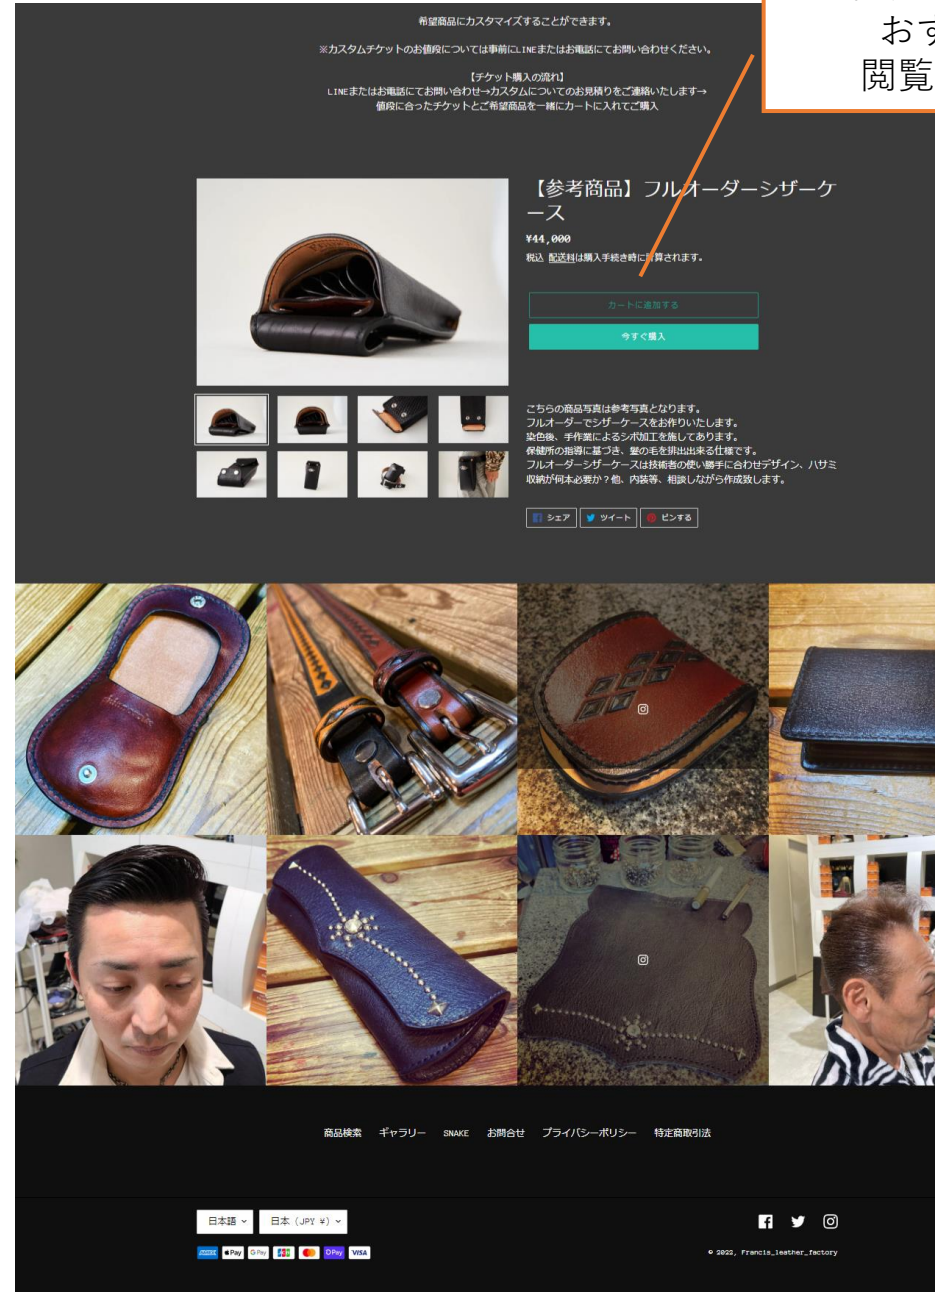 おす
閲覧
希望商品にカスタマイズすることができます。
※カスタムチケットのお値段については事前にLINEまたはお電話にてお問い合わせください。
【チケット購入の流れ】
LINEまたはお電話にてお問い合わせ→カスタムについてのお見積りをご連絡いたします→
値段に合ったチケットとご希望商品を一緒にカートに入れてご購入
【参考商品】フルオーダーシザーケ
ース
¥44,000
税込 配送料は購入手続き時に計算されます。
カートに追加する
今すぐ購入
こちらの商品写真は参考写真となります。
フルオーダーでシザーケースをお作りいたします。
染色後、手作業によるシボ加工を施してあります。
保健所の指導に基づき、髪の毛を排出出来る仕様です。
フルオーダーシザーケースは技術者の使い勝手に合わせデザイン、ハサミ
収納が何本必要か？他、内装等、相談しながら作成致します。
シェア ツイート ピンする
商品検索 ギャラリー SNAKE お問合せ プライバシーポリシー 特定商取引法
日本語 日本 (JPY ¥)
AMEX Pay G Pay JCB O Pay VISA
© 2022, Francis_leather_factory